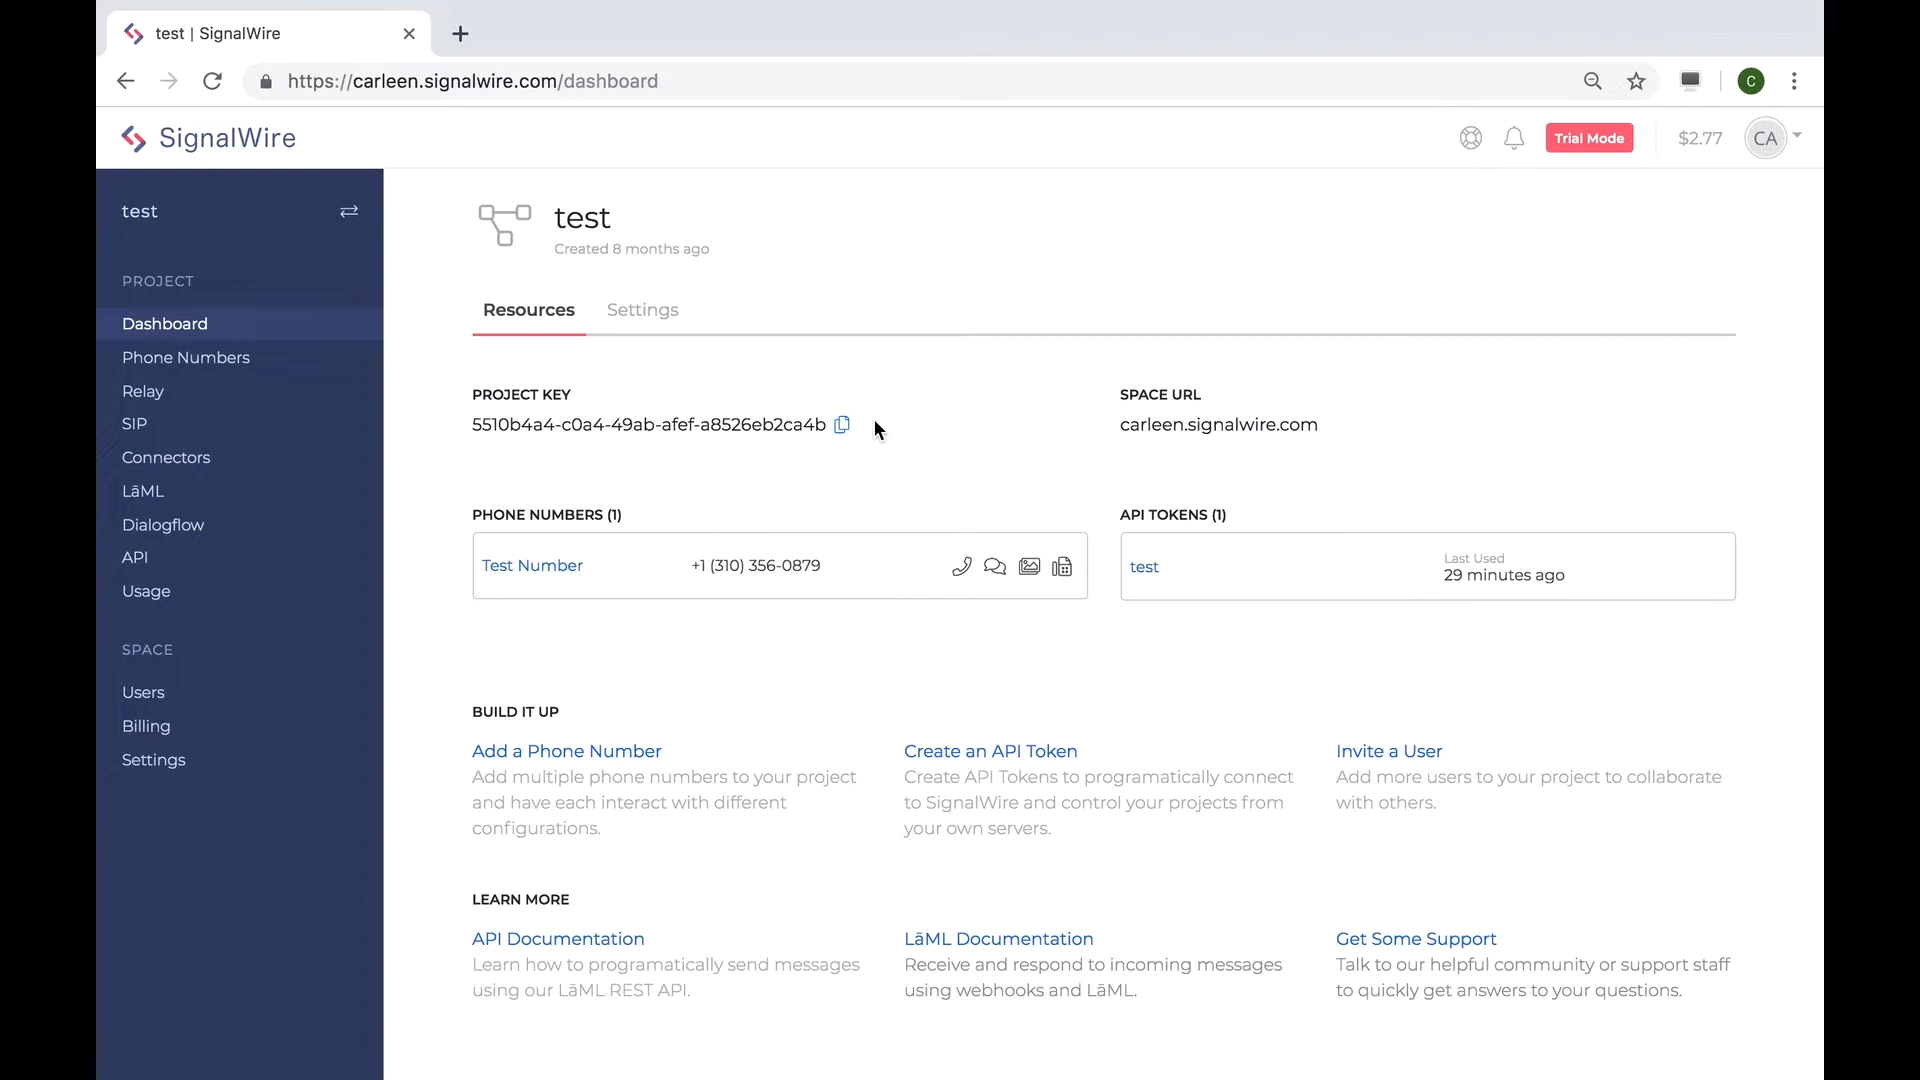 test | SignalWire
https://carleen.signalwire.com/dashboard
C
SignalWire
Trial Mode
$2.77
CA
test
PROJECT
Dashboard
Phone Numbers
Relay
SIP
Connectors
LāML
Dialogflow
API
Usage
SPACE
Users
Billing
Settings
test
Created 8 months ago
Resources
Settings
PROJECT KEY
5510b4a4-c0a4-49ab-afef-a8526eb2ca4b
SPACE URL
carleen.signalwire.com
PHONE NUMBERS (1)
Test Number
+1 (310) 356-0879
API TOKENS (1)
test
Last Used
29 minutes ago
BUILD IT UP
Add a Phone Number
Add multiple phone numbers to your project
and have each interact with different
configurations.
Create an API Token
Create API Tokens to programatically connect
to SignalWire and control your projects from
your own servers.
Invite a User
Add more users to your project to collaborate
with others.
LEARN MORE
API Documentation
Learn how to programatically send messages
using our LāML REST API.
LāML Documentation
Receive and respond to incoming messages
using webhooks and LāML.
Get Some Support
Talk to our helpful community or support staff
to quickly get answers to your questions.